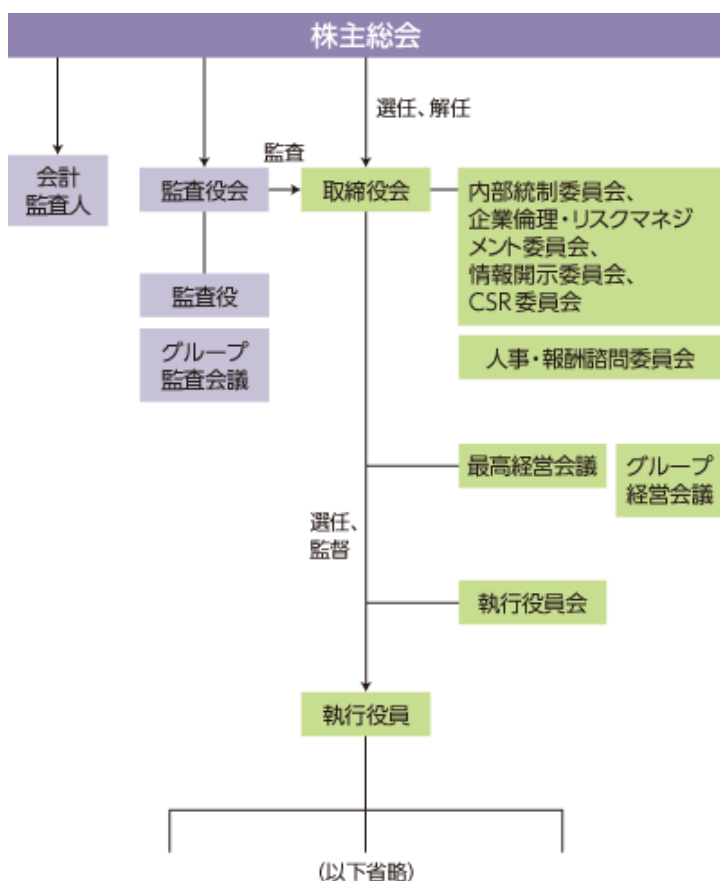 株主総会
選任、解任
会計
監査人
監査役会
監査
取締役会
内部統制委員会、
企業倫理・リスクマネジ
メント委員会、
情報開示委員会、
CSR委員会
監査役
グループ
監査会議
人事・報酬諮問委員会
最高経営会議
グループ
経営会議
選任、
監督
執行役員会
執行役員
(以下省略)